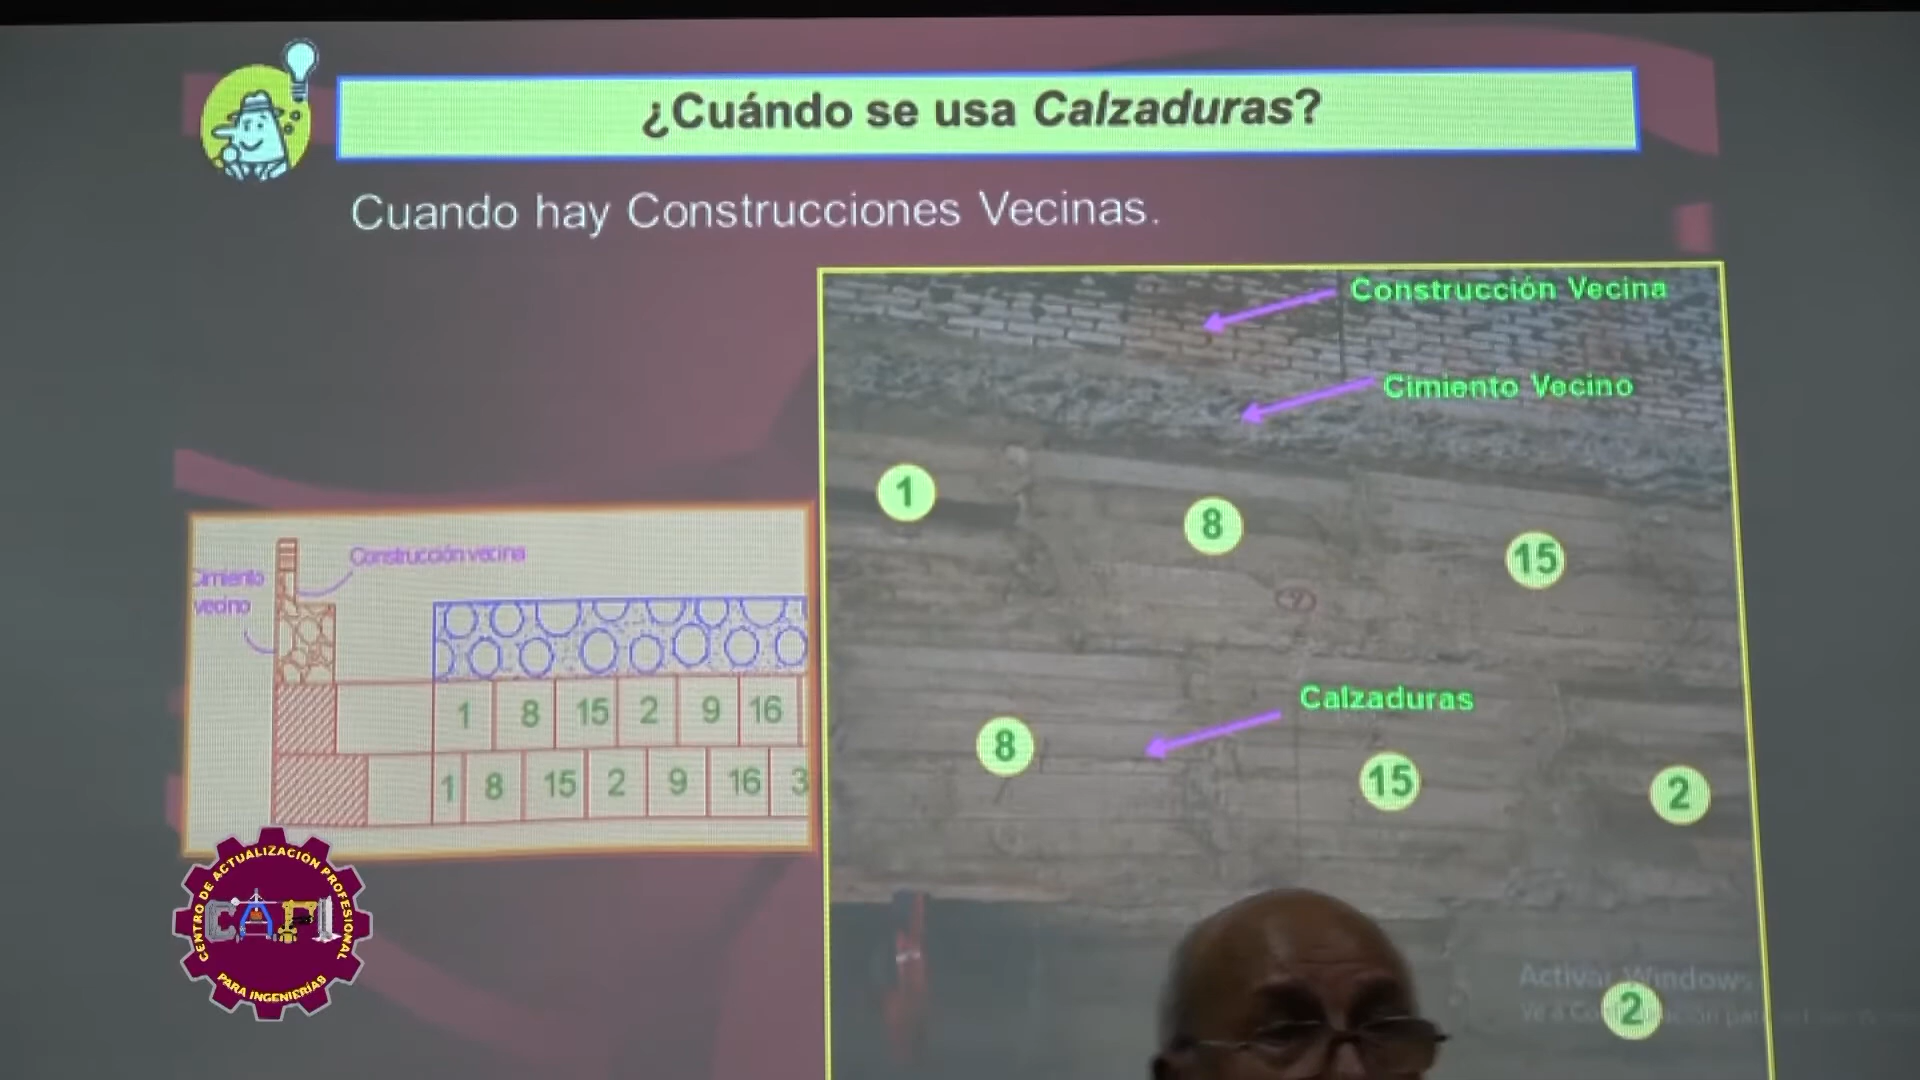 ¿Cuándo se usa Calzaduras?
Cuando hay Construcciones Vecinas.
Construcción Vecina
Cimiento Vecino
1
8
15
8
Calzaduras
15
2
2
Construcción vecina
vecino
1 8 15 2 9 16
1 8 15 2 9 16 3
CENTRO DE ACTUALIZACIÓN PROFESIONAL
CAPI
PARA INGENIERÍAS
Activar Windows